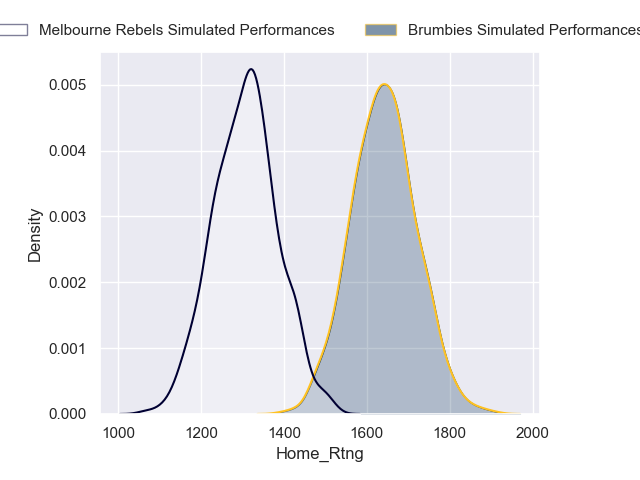 Melbourne Rebels Simulated Performances Brumbies Simulated Performances
0.005
0.004
0.003
0.002
0.001
0.000
Density
1000 1200 1400 1600 1800 2000
Home_Rtng